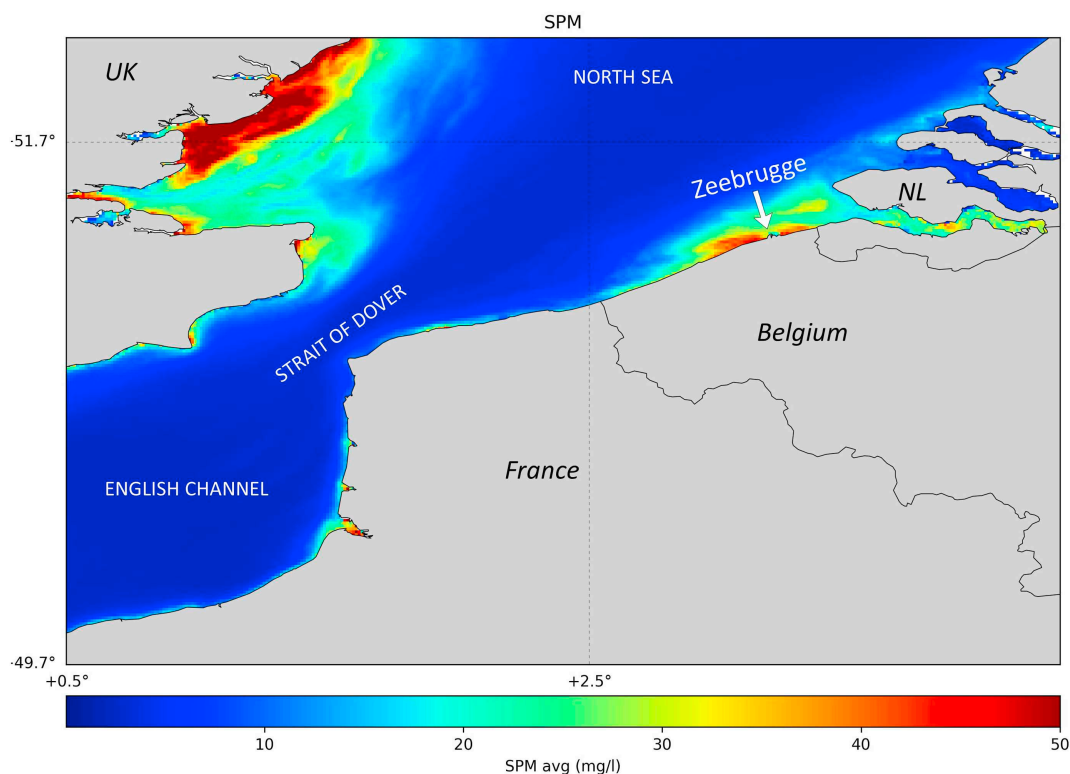 SPM
UK
NORTH SEA
-51.7°
Zeebrugge
NL
STRAIT OF DOVER
Belgium
France
ENGLISH CHANNEL
-49.7°
+0.5°
+2.5°
10
20
30
40
50
SPM avg (mg/l)